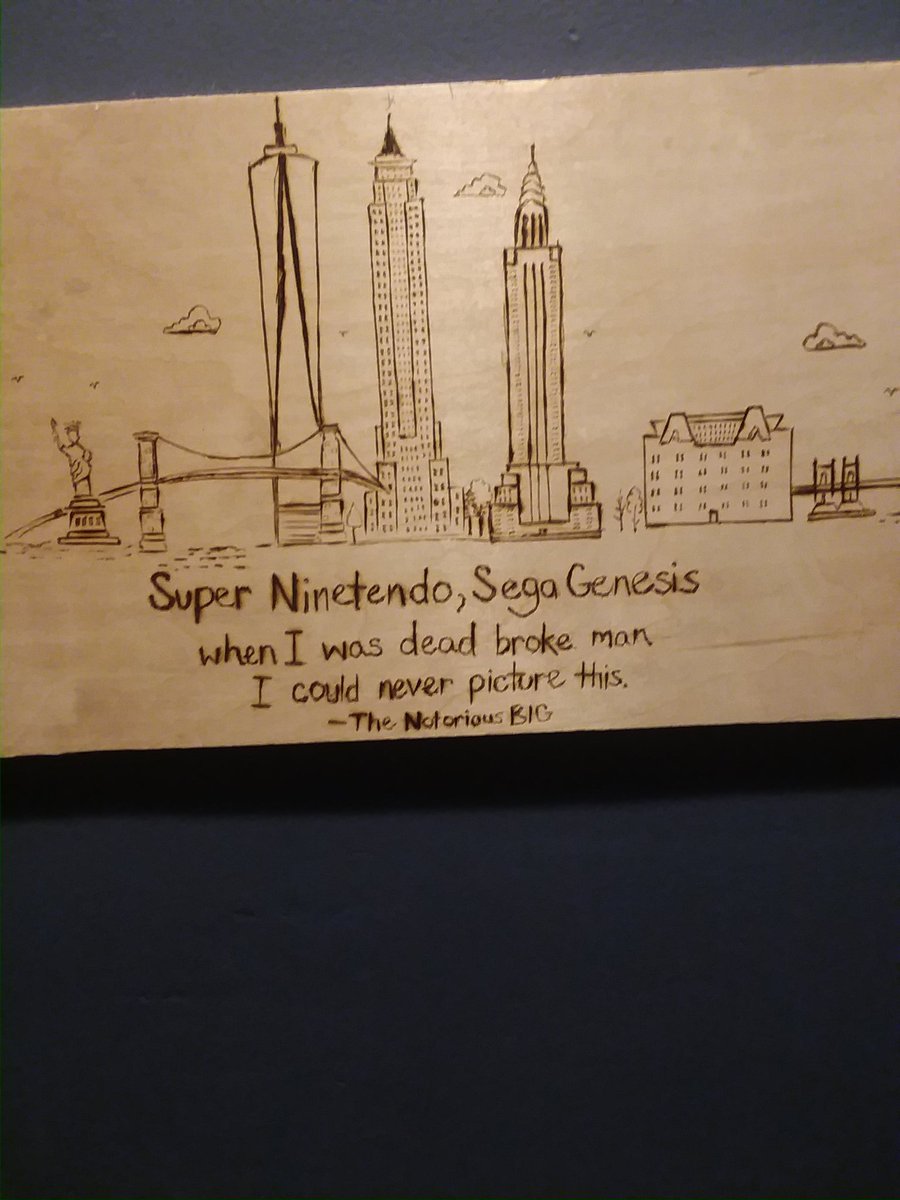 Super Ninetendo, Sega Genesis
when I was dead broke man
I could never picture this.
-The Notorious BIG